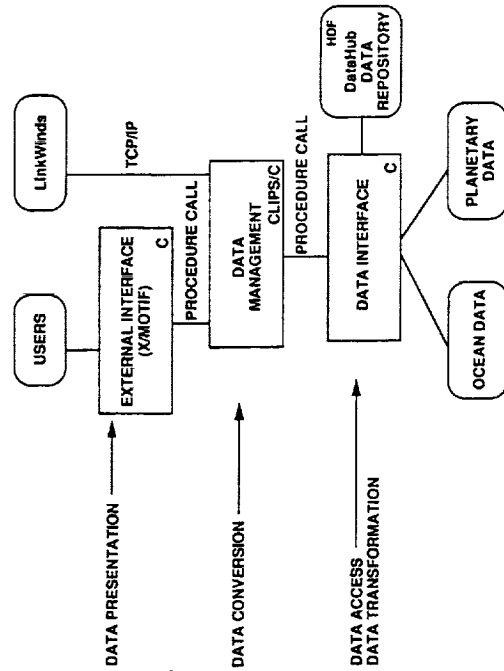 USERS
LinkWinds
DATA PRESENTATION
EXTERNAL INTERFACE
(X/MOTIF)
C
TCP/IP
PROCEDURE CALL
DATA CONVERSION
DATA
MANAGEMENT
CLIPS/C
PROCEDURE CALL
DATA ACCESS
DATA TRANSFORMATION
DATA INTERFACE
C
HDF
DataHub
DATA
REPOSITORY
OCEAN DATA
PLANETARY
DATA